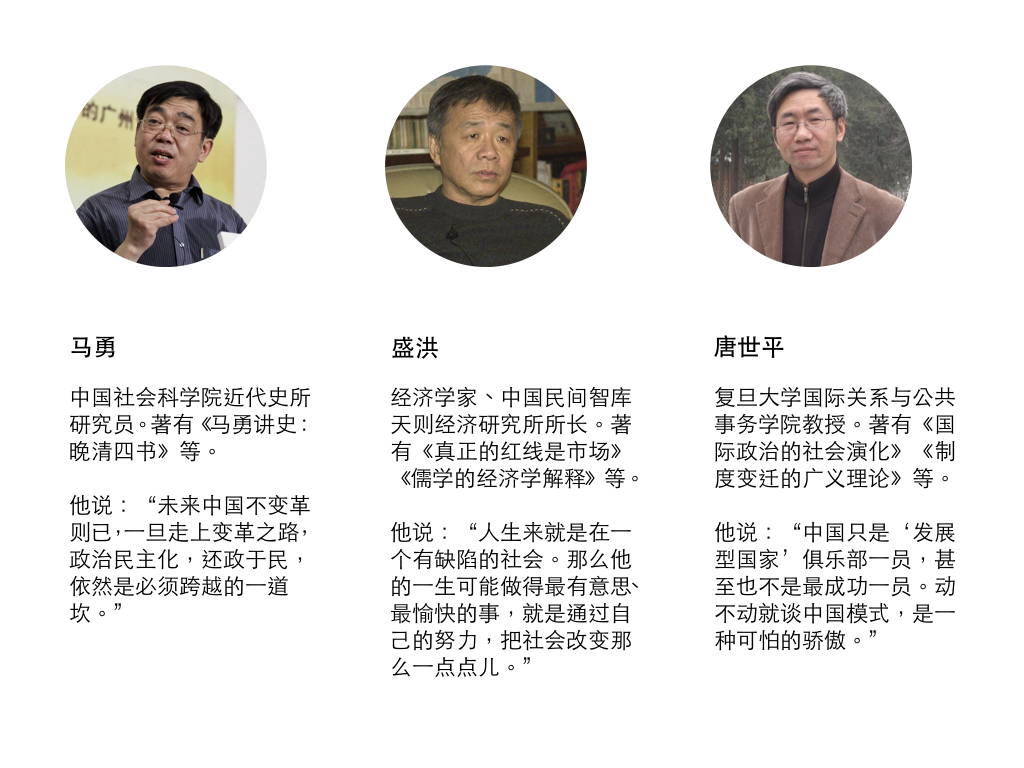 的广州
马勇
中国社会科学院近代史所
研究员。著有《马勇讲史：
晚清四书》等。
他说：“未来中国不变革
则已，一旦走上变革之路，
政治民主化，还政于民，
依然是必须跨越的一道
坎。”
盛洪
经济学家、中国民间智库
天则经济研究所所长。著
有《真正的红线是市场》
《儒学的经济学解释》等。
他说：“人生来就是在一
个有缺陷的社会。那么他
的一生可能做得最有意思、
最愉快的事，就是通过自
己的努力，把社会改变那
么一点点儿。”
唐世平
复旦大学国际关系与公共
事务学院教授。著有《国
际政治的社会演化》《制
度变迁的广义理论》等。
他说：“中国只是‘发展
型国家’俱乐部一员，甚
至也不是最成功一员。动
不动就谈中国模式，是一
种可怕的骄傲。”